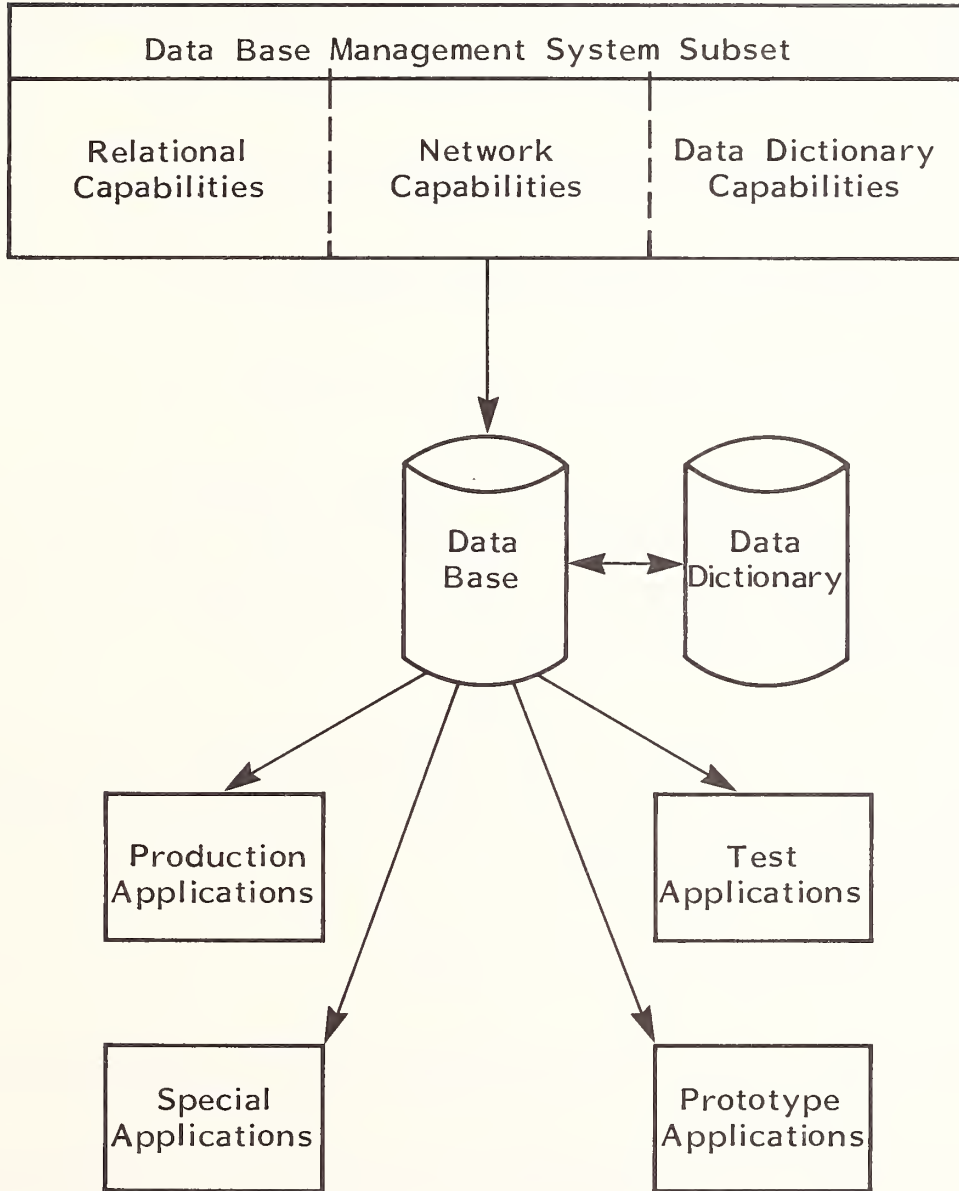 Data Base Management System Subset
Relational
Capabilities
Network
Capabilities
Data Dictionary
Capabilities
Data
Base
Data
Dictionary
Production
Applications
Test
Applications
Special
Applications
Prototype
Applications